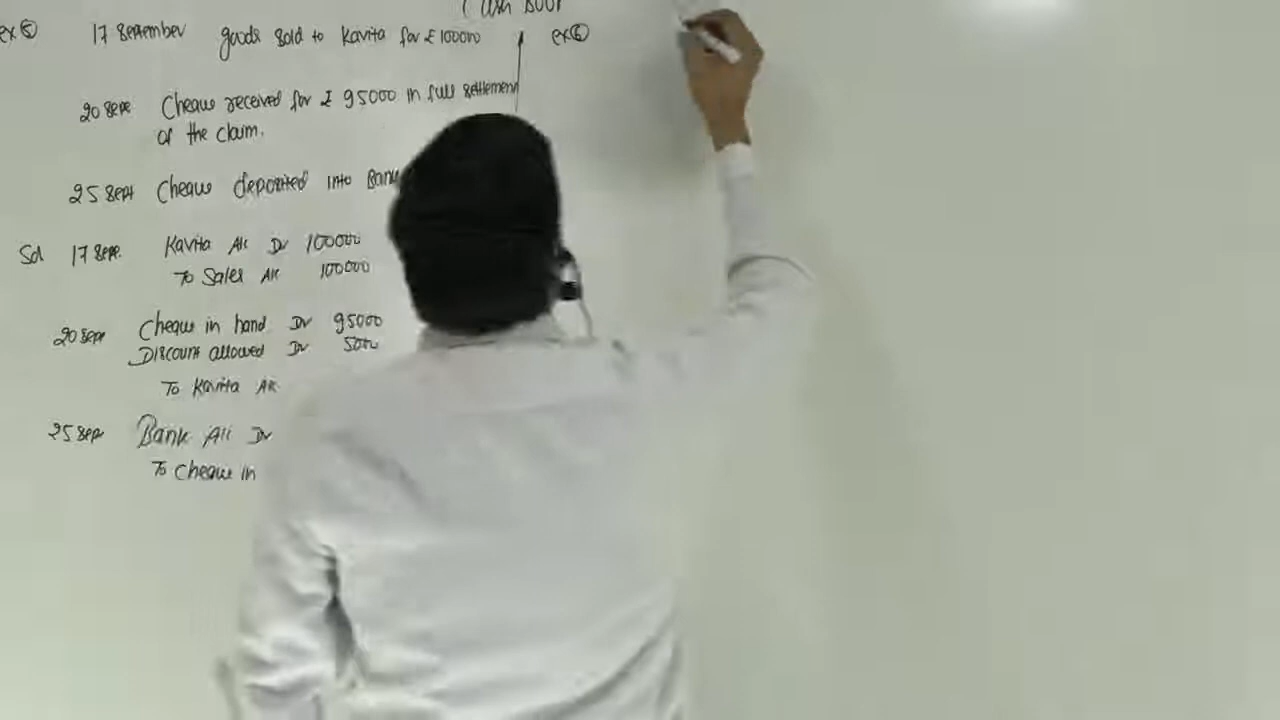 Cash Book
ex 5 17 September goods sold to Kavita for ₹ 100000
20 Sept Cheque received for ₹ 95000 in full settlement
of the claim.
25 Sept Cheque deposited into Bank
Sol 17 Sept. Kavita A/c Dr 100000
To Sales A/c 100000
20 Sept Cheque in hand Dr 95000
Discount allowed Dr 5000
To Kavita A/c
25 Sept Bank A/c Dr
To Cheque in
ex 6